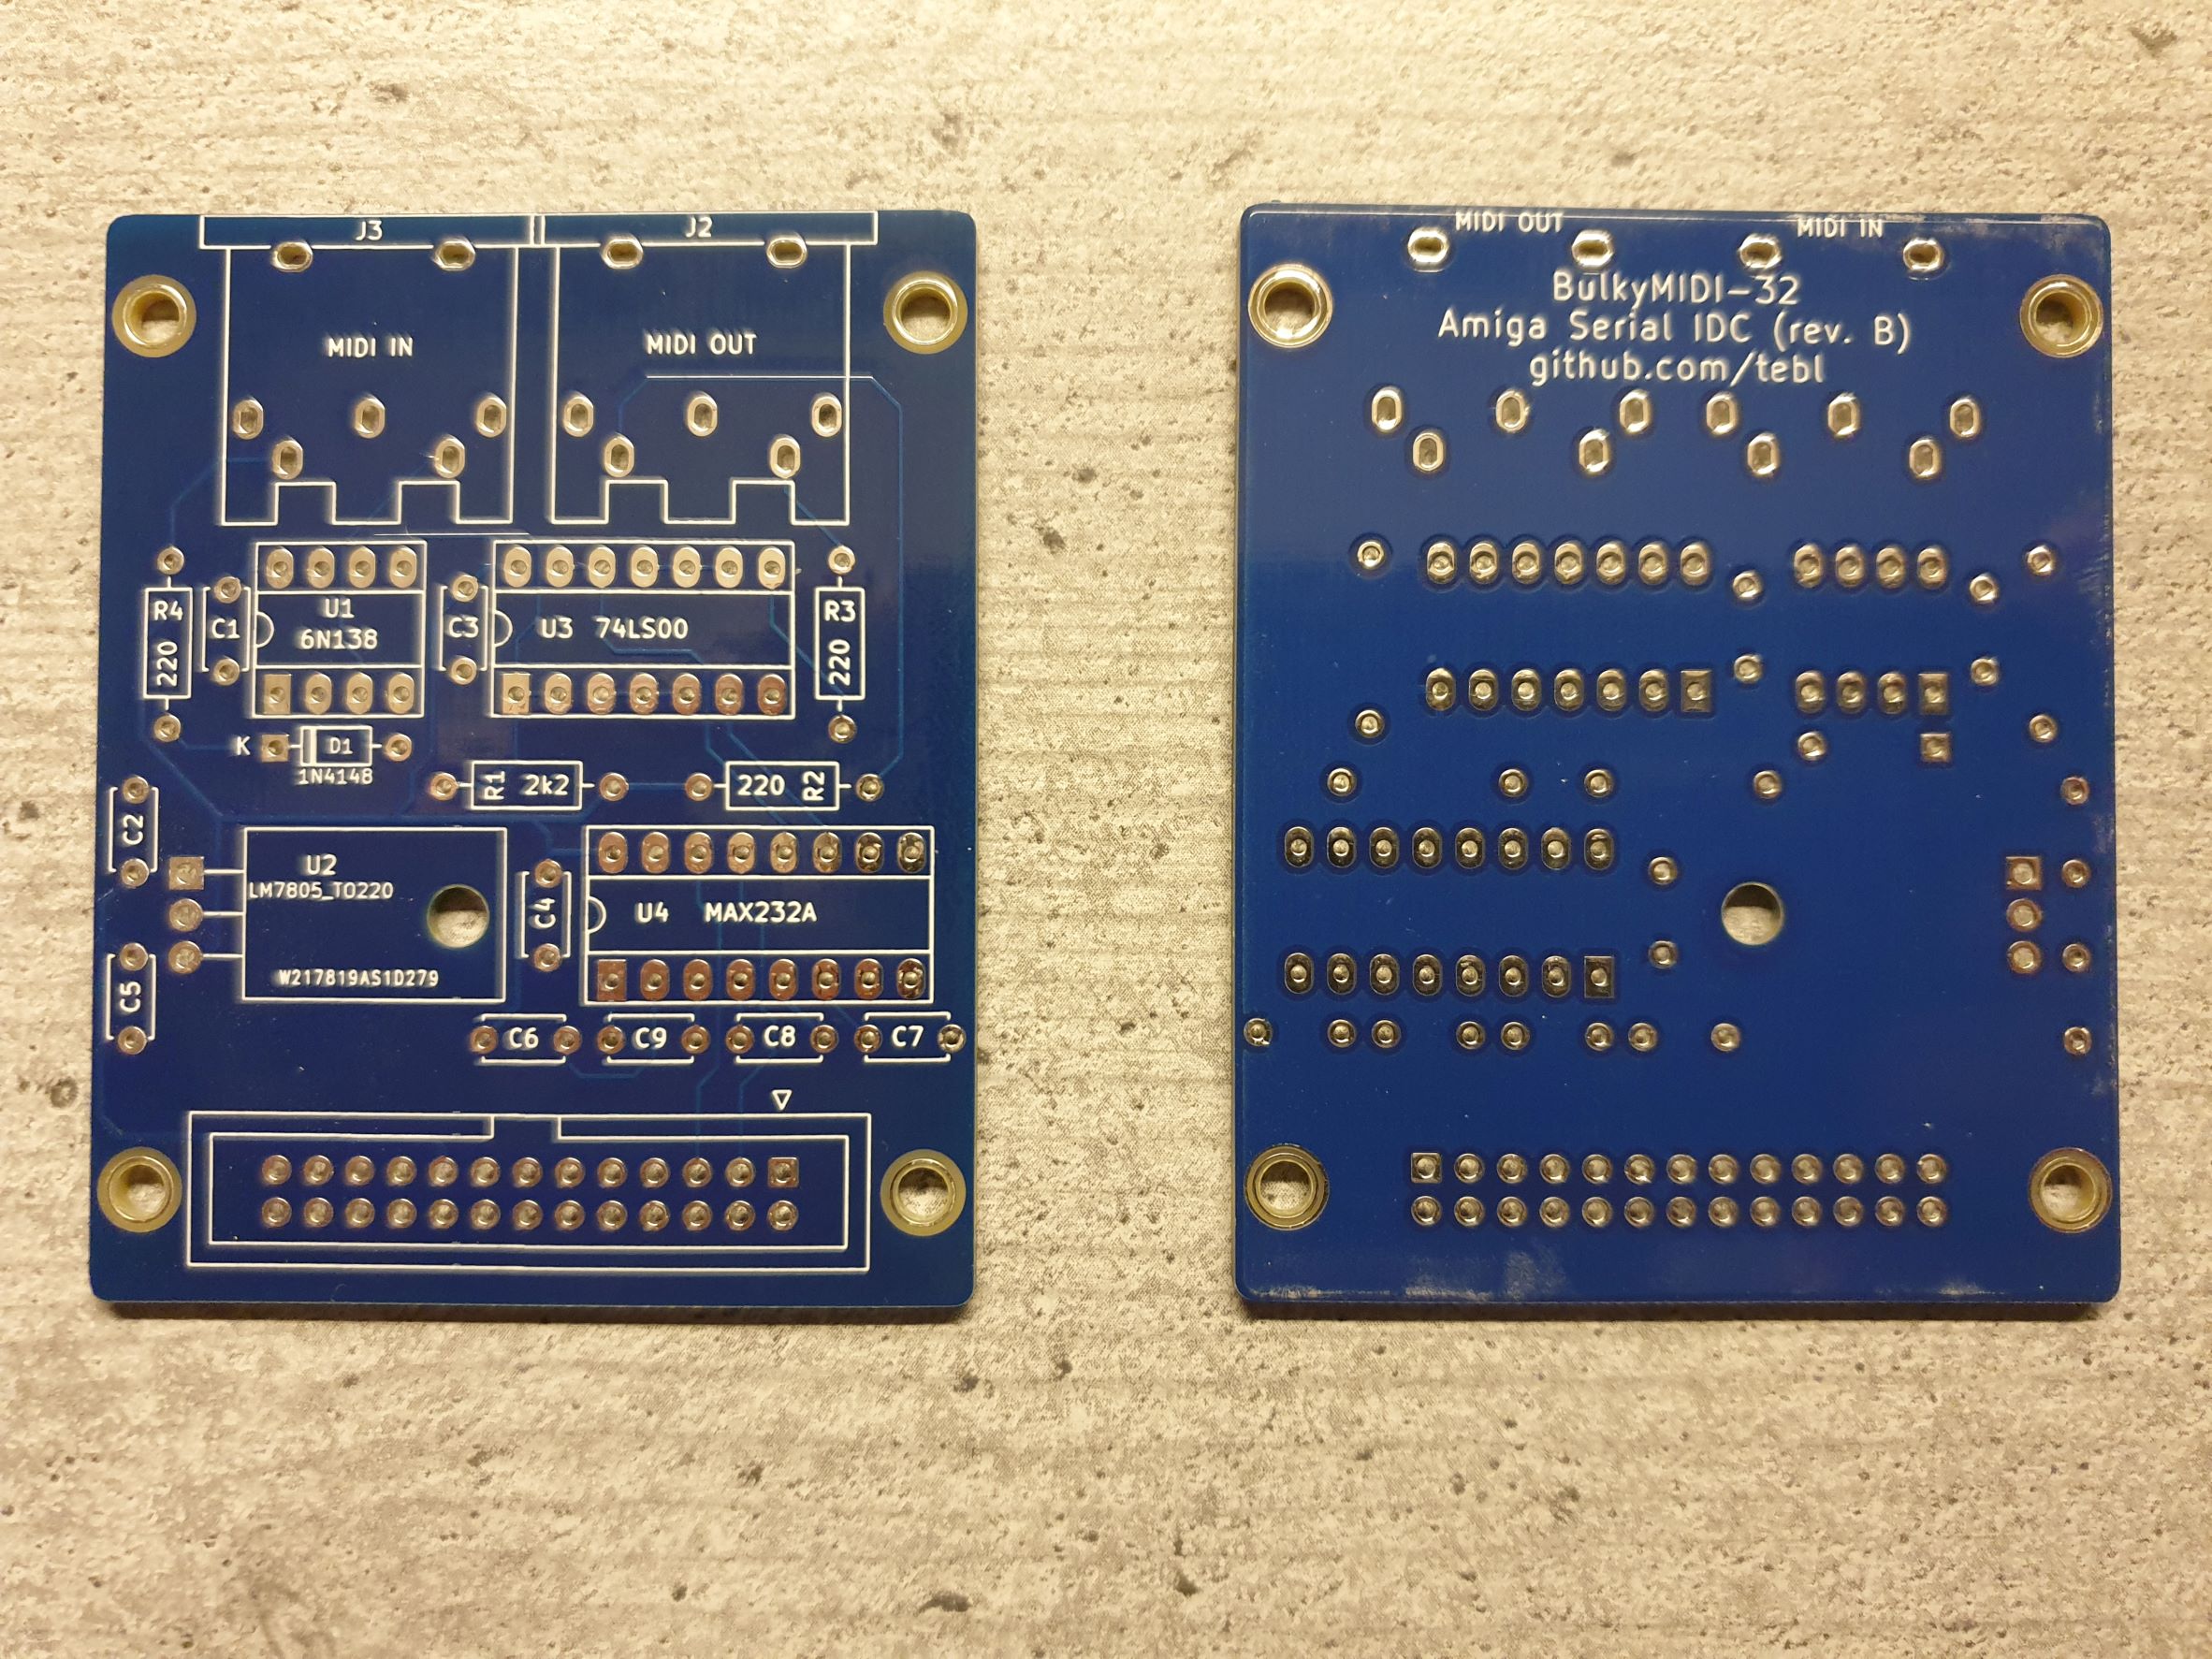 J3 J2
MIDI IN MIDI OUT
R4 220
C1
U1
6N138
C3
U3 74LS00
R3 220
K D1
1N4148
R1 2k2
220 R2
C2
U2
LM7805_TO220
W217819AS1D279
C5
C4
U4 MAX232A
C6 C9 C8 C7
MIDI OUT MIDI IN
BulkyMIDI-32
Amiga Serial IDC (rev. B)
github.com/tebl